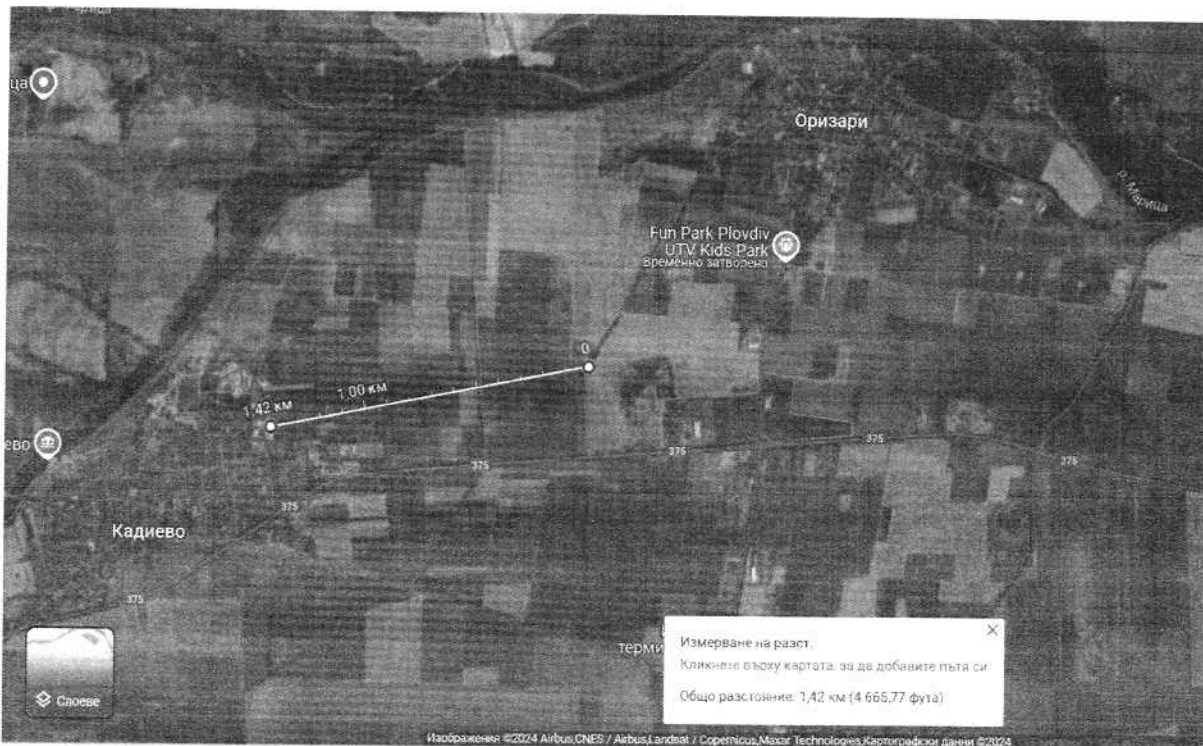 ца
Оризари
р. Марица
Fun Park Plovdiv
UTV Kids Park
Временно затворено
0
1,00 км
1,42 км
ево
375
375
375
375
375
Кадиево
375
терми
Измерване на разст.
Кликнете върху картата, за да добавите пътя си
Общо разстояние: 1,42 км (4 665,77 фута)
Слоеве
Изображения ©2024 Airbus,CNES / Airbus,Landsat / Copernicus,Maxar Technologies,Картографски данни ©2024